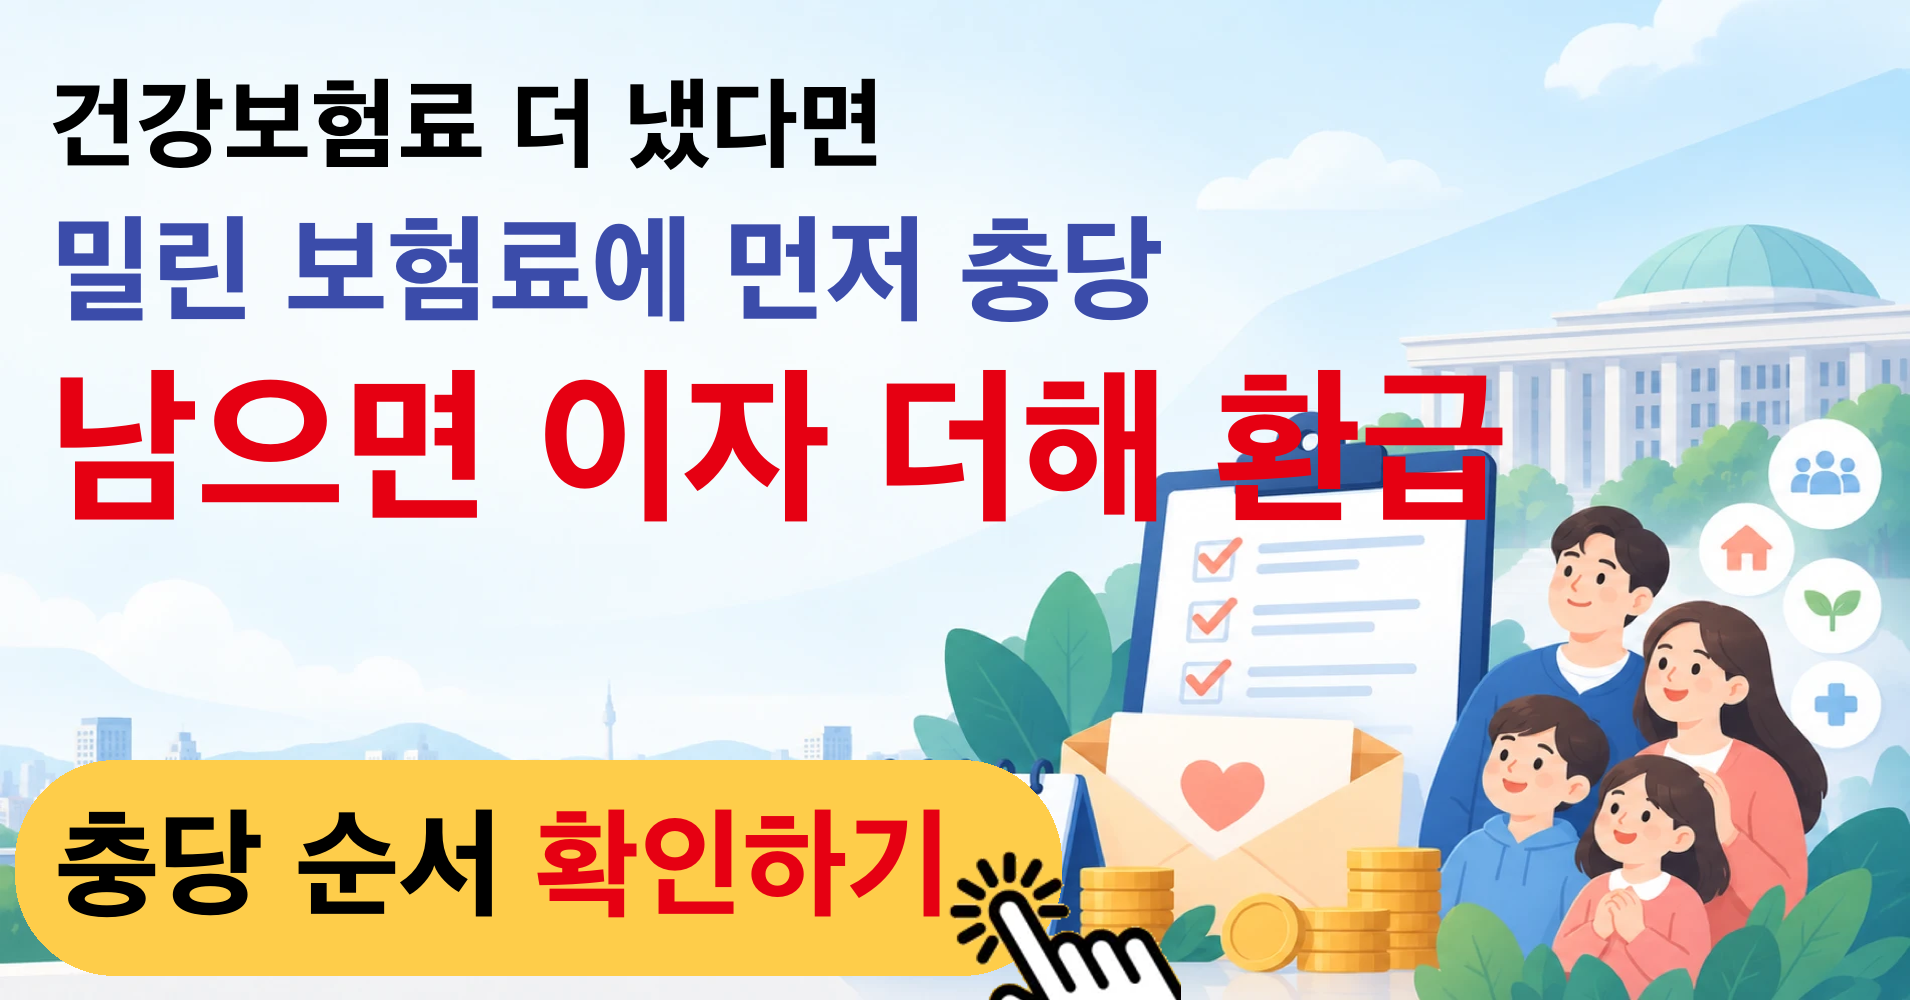 건강보험료 더 냈다면
밀린 보험료에 먼저 충당
남으면 이자 더해 환급
충당 순서 확인하기